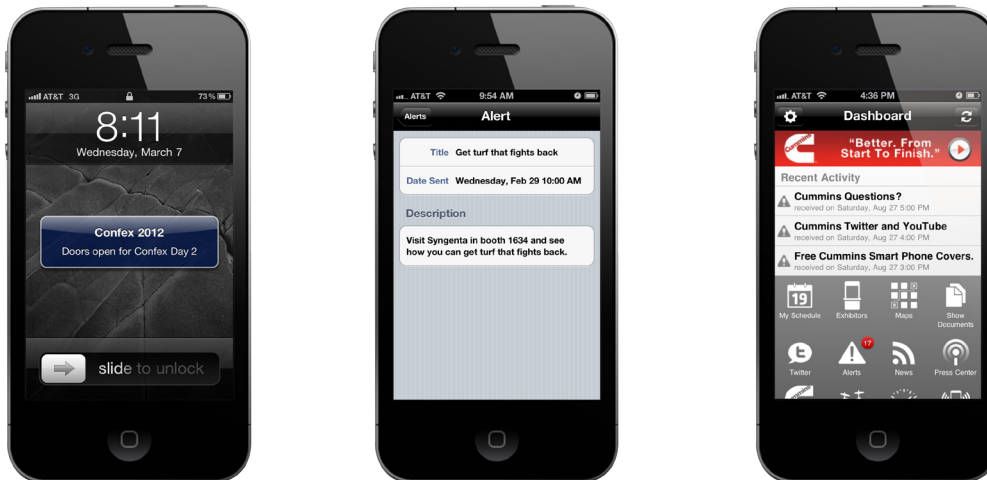 AT&T 3G 73%
8:11
Wednesday, March 7
Confex 2012
Doors open for Confex Day 2
slide to unlock
AT&T 9:54 AM
Alerts Alert
Title Get turf that fights back
Date Sent Wednesday, Feb 29 10:00 AM
Description
Visit Syngenta in booth 1634 and see
how you can get turf that fights back.
AT&T 4:36 PM
Dashboard
Cummins
"Better. From
Start To Finish."
Recent Activity
Cummins Questions?
received on Saturday, Aug 27 5:00 PM
Cummins Twitter and YouTube
received on Saturday, Aug 27 4:00 PM
Free Cummins Smart Phone Covers.
received on Saturday, Aug 27 3:00 PM
19
My Schedule Exhibitors Maps Show
Documents
17
Twitter Alerts News Press Center